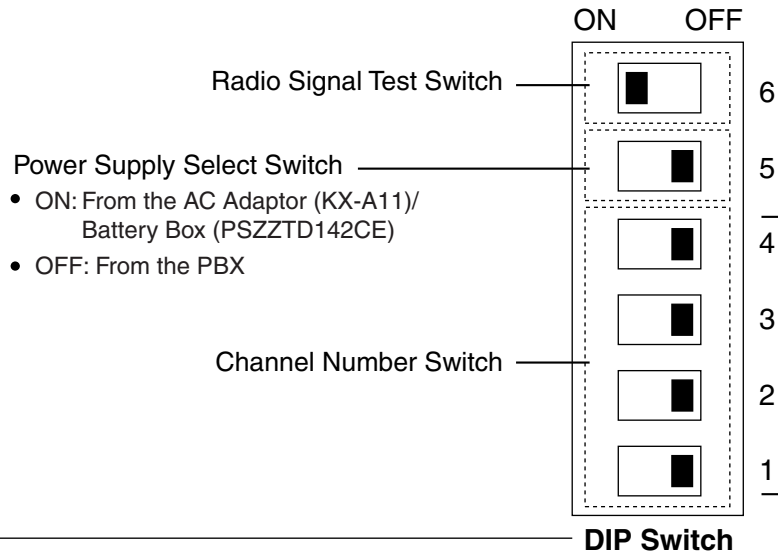 ON OFF
Radio Signal Test Switch
6
Power Supply Select Switch
5
• ON: From the AC Adaptor (KX-A11)/
Battery Box (PSZZTD142CE)
4
• OFF: From the PBX
3
Channel Number Switch
2
1
DIP Switch